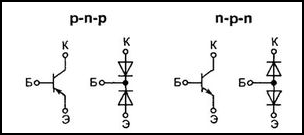 p-n-p
n-p-n
К К К К
Б Б Б Б
Э Э Э Э